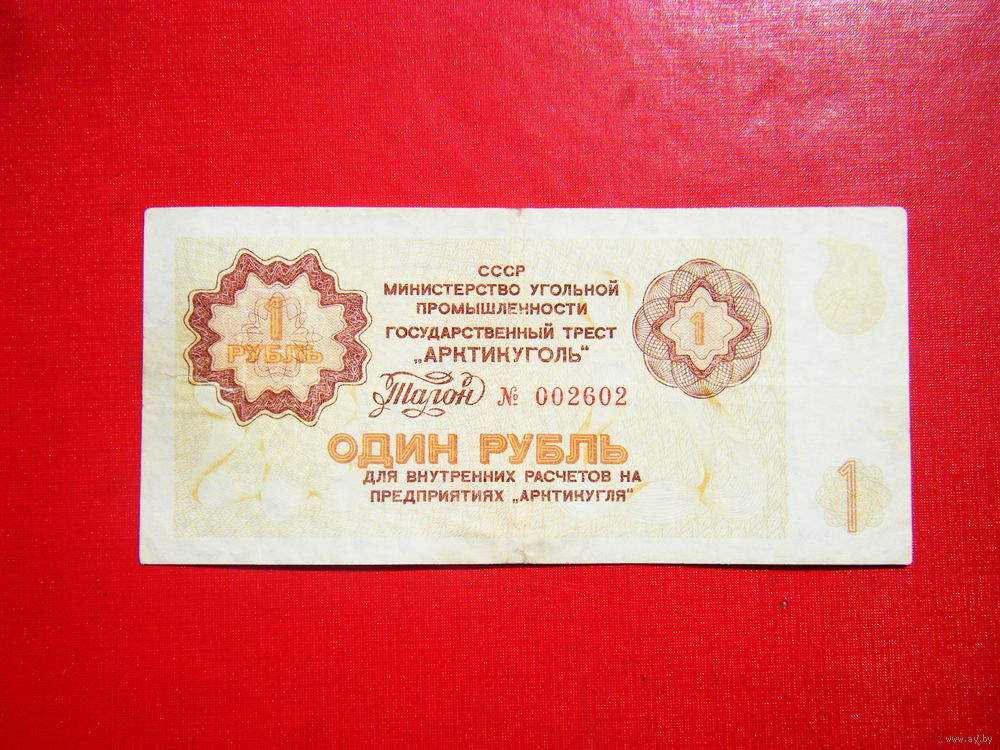 СССР
МИНИСТЕРСТВО УГОЛЬНОЙ
ПРОМЫШЛЕННОСТИ
ГОСУДАРСТВЕННЫЙ ТРЕСТ
„АРКТИКУГОЛЬ“
1
РУБЛЬ
1
Талон № 002602
ОДИН РУБЛЬ
ДЛЯ ВНУТРЕННИХ РАСЧЕТОВ НА
ПРЕДПРИЯТИЯХ „АРКТИКУГЛЯ“
1
www.ay.by